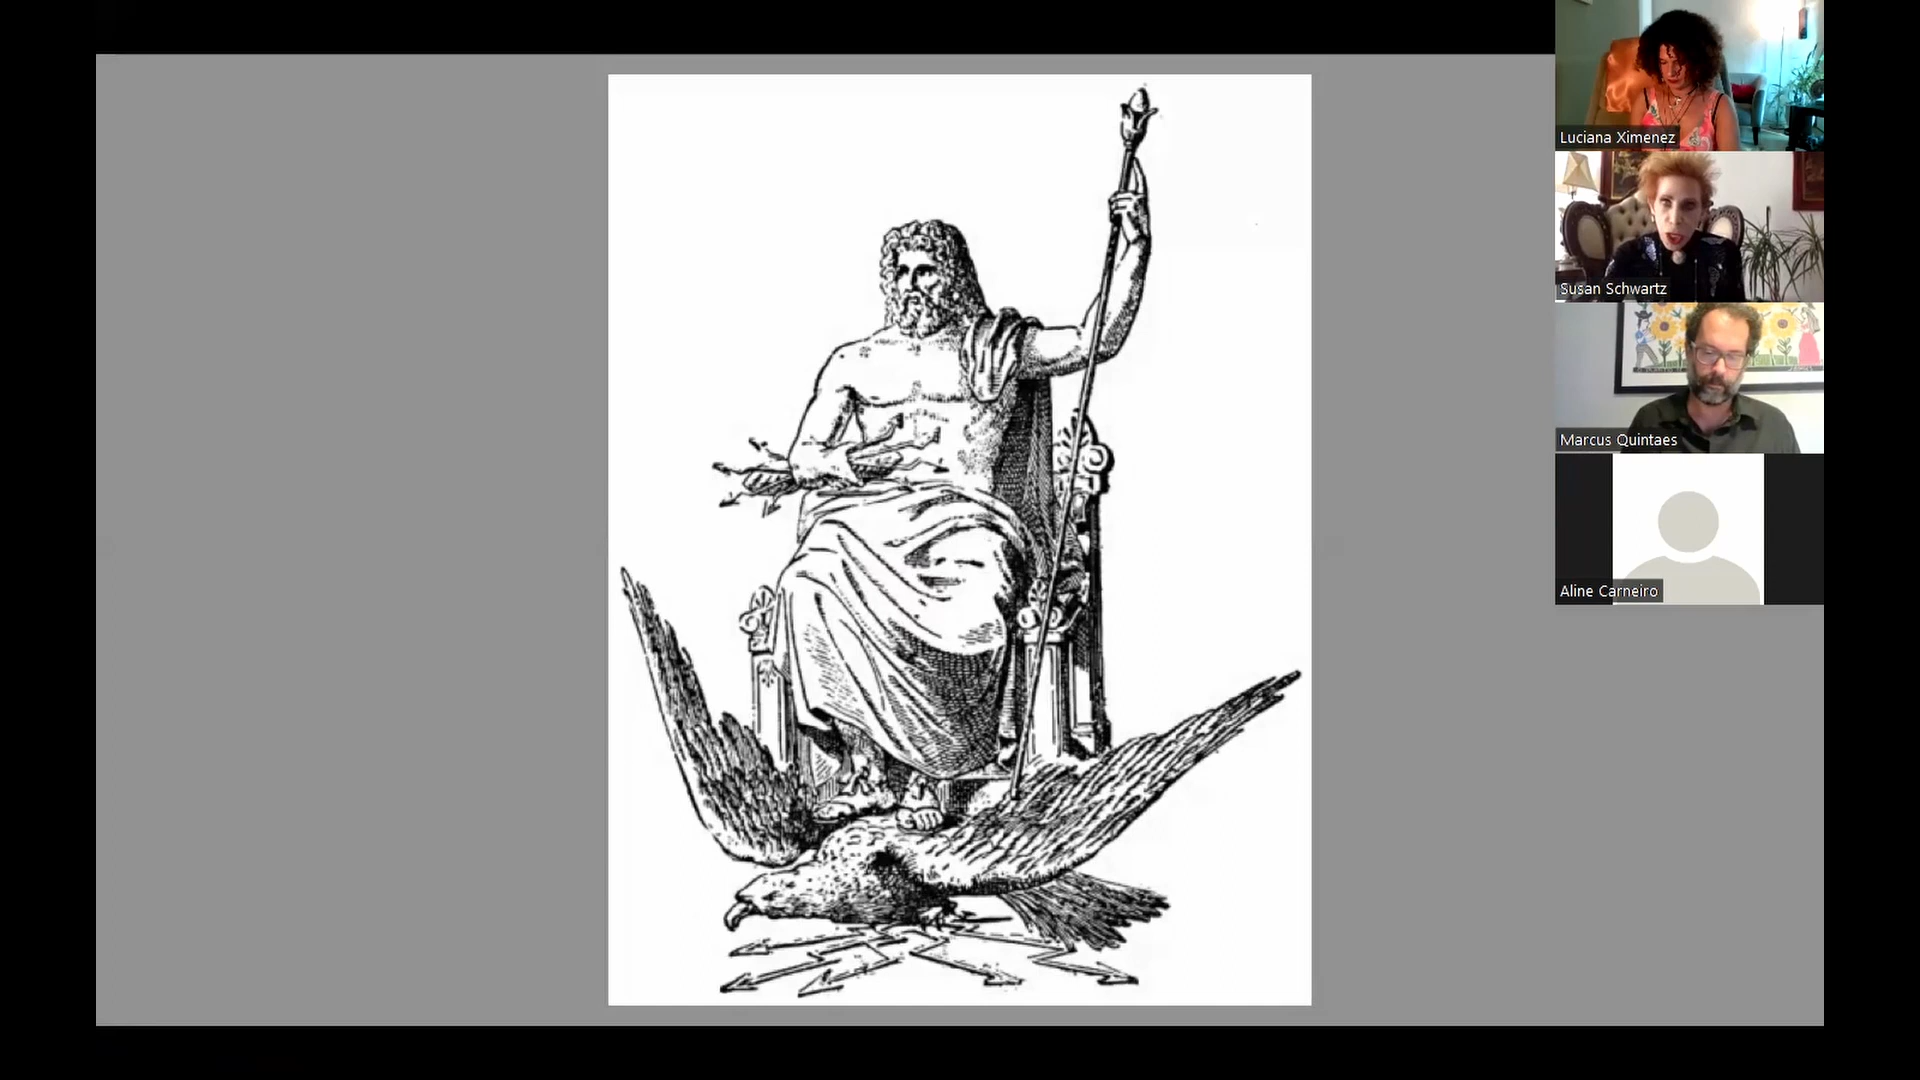 Luciana Ximenez
Susan Schwartz
Marcus Quintaes
Aline Carneiro